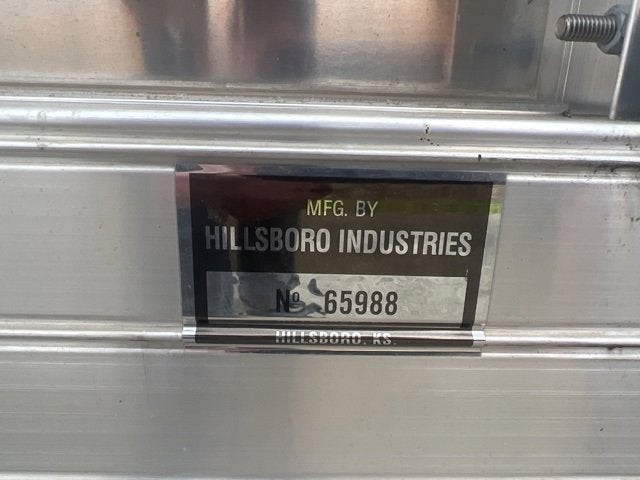 MFG. BY
HILLSBORO INDUSTRIES
Nº 65988
HILLSBORO, KS.